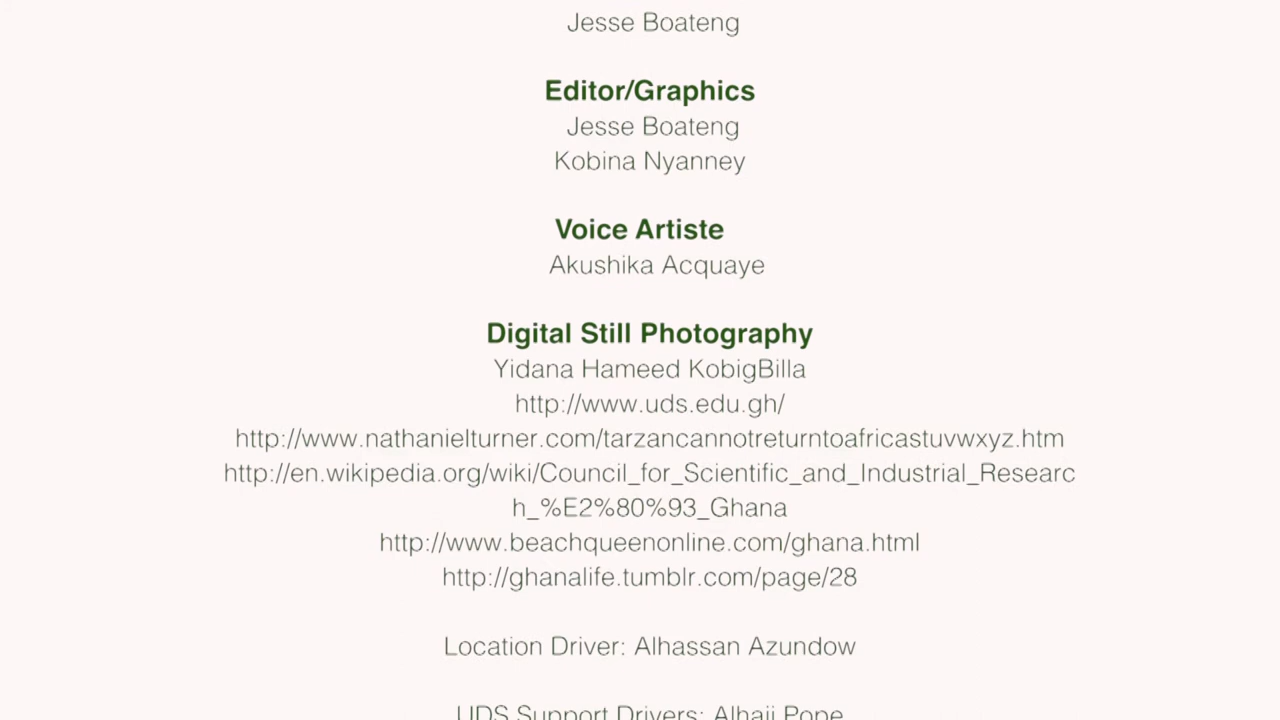 Jesse Boateng
Editor/Graphics
Jesse Boateng
Kobina Nyanney
Voice Artiste
Akushika Acquaye
Digital Still Photography
Yidana Hameed KobigBilla
http://www.uds.edu.gh/
http://www.nathanielturner.com/tarzancannotreturntoafricastuvwxyz.htm
http://en.wikipedia.org/wiki/Council_for_Scientific_and_Industrial_Researc
h_%E2%80%93_Ghana
http://www.beachqueenonline.com/ghana.html
http://ghanalife.tumblr.com/page/28
Location Driver: Alhassan Azundow
UDS Support Drivers: Alhaji Pope